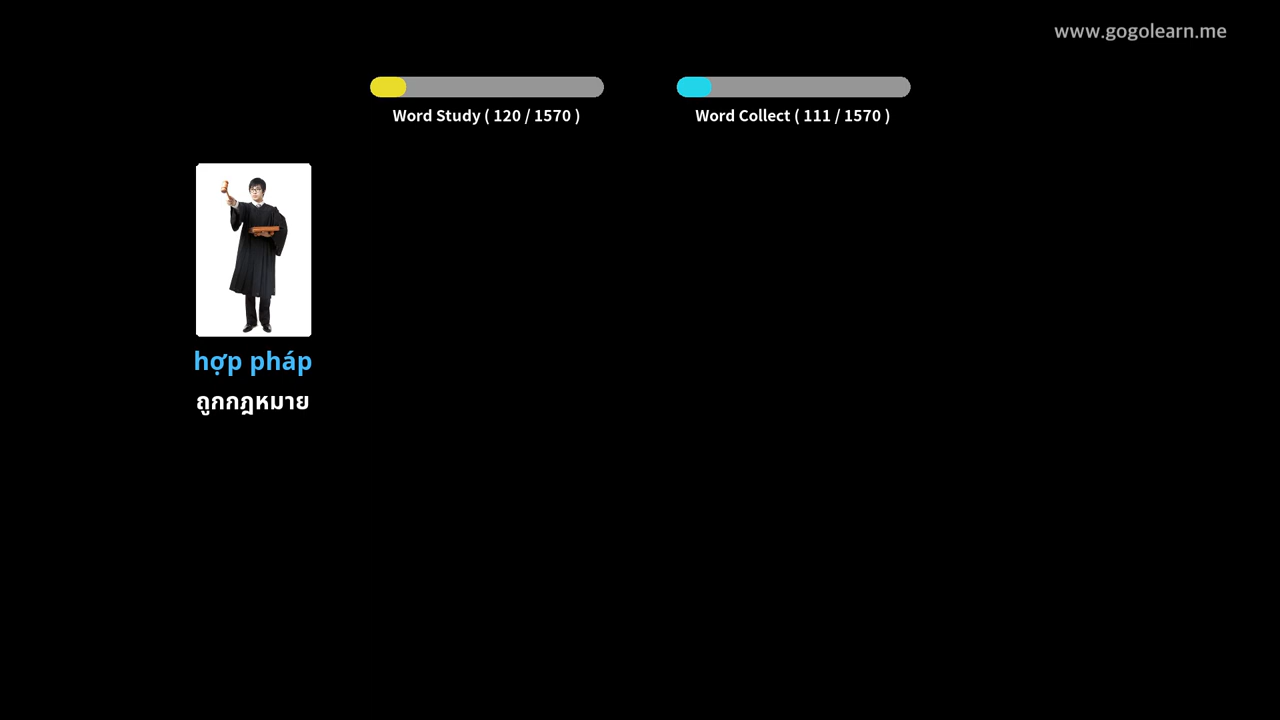 www.gogolearn.me
Word Study ( 120 / 1570 )
Word Collect ( 111 / 1570 )
hợp pháp
ถูกกฎหมาย